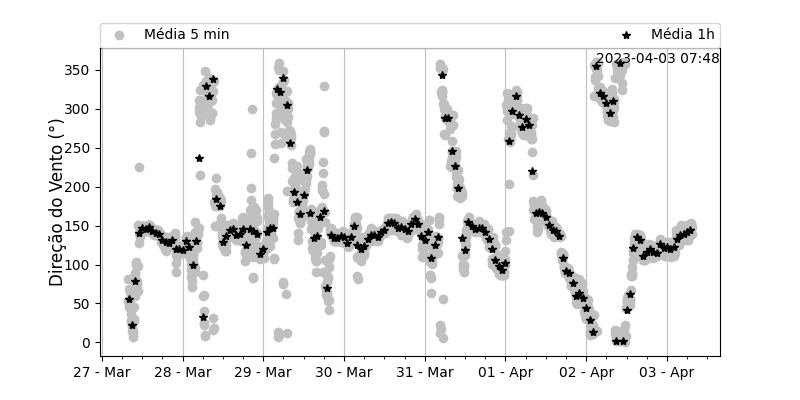 Média 5 min
Média 1h
2023-04-03 07:48
Direção do Vento (°)
350
300
250
200
150
100
50
0
27 - Mar
28 - Mar
29 - Mar
30 - Mar
31 - Mar
01 - Apr
02 - Apr
03 - Apr